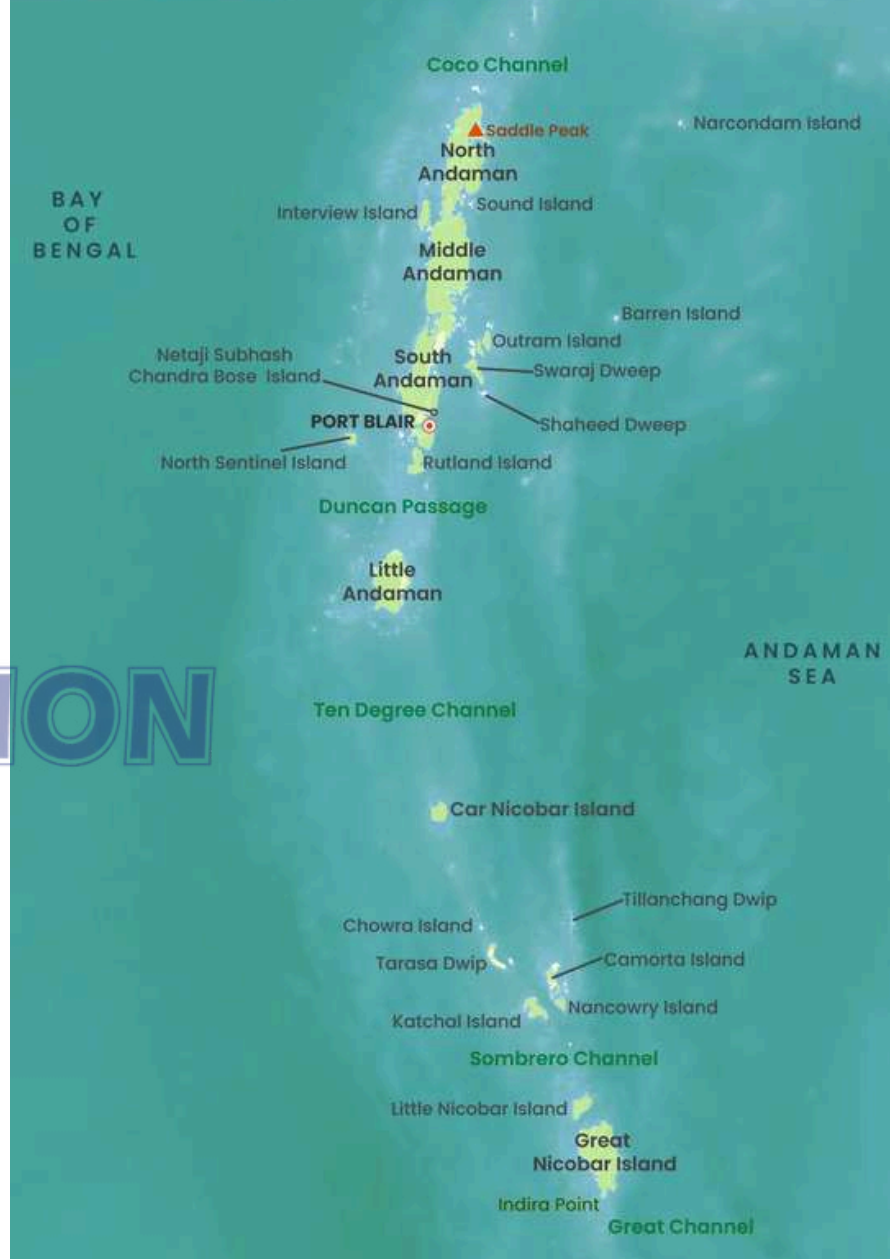 Coco Channel
Saddle Peak
Narcondam Island
North
Andaman
BAY
OF
BENGAL
Interview Island
Sound Island
Middle
Andaman
Barren Island
Outram Island
Netaji Subhash
Chandra Bose Island
South
Andaman
Swaraj Dweep
PORT BLAIR
Shaheed Dweep
North Sentinel Island
Rutland Island
Duncan Passage
Little
Andaman
ANDAMAN
SEA
ION
Ten Degree Channel
Car Nicobar Island
Tillanchang Dwip
Chowra Island
Tarasa Dwip
Camorta Island
Nancowry Island
Katchal Island
Sombrero Channel
Little Nicobar Island
Great
Nicobar Island
Indira Point
Great Channel